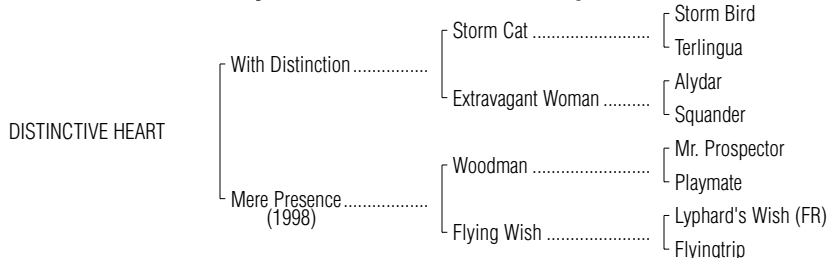 Storm Bird
Storm Cat ..........................
Terlingua
With Distinction .................
Alydar
Extravagant Woman ..........
Squander
DISTINCTIVE HEART
Mr. Prospector
Woodman ..........................
Playmate
Mere Presence ...................
(1998)
Lyphard's Wish (FR)
Flying Wish .......................
Flyingtrip